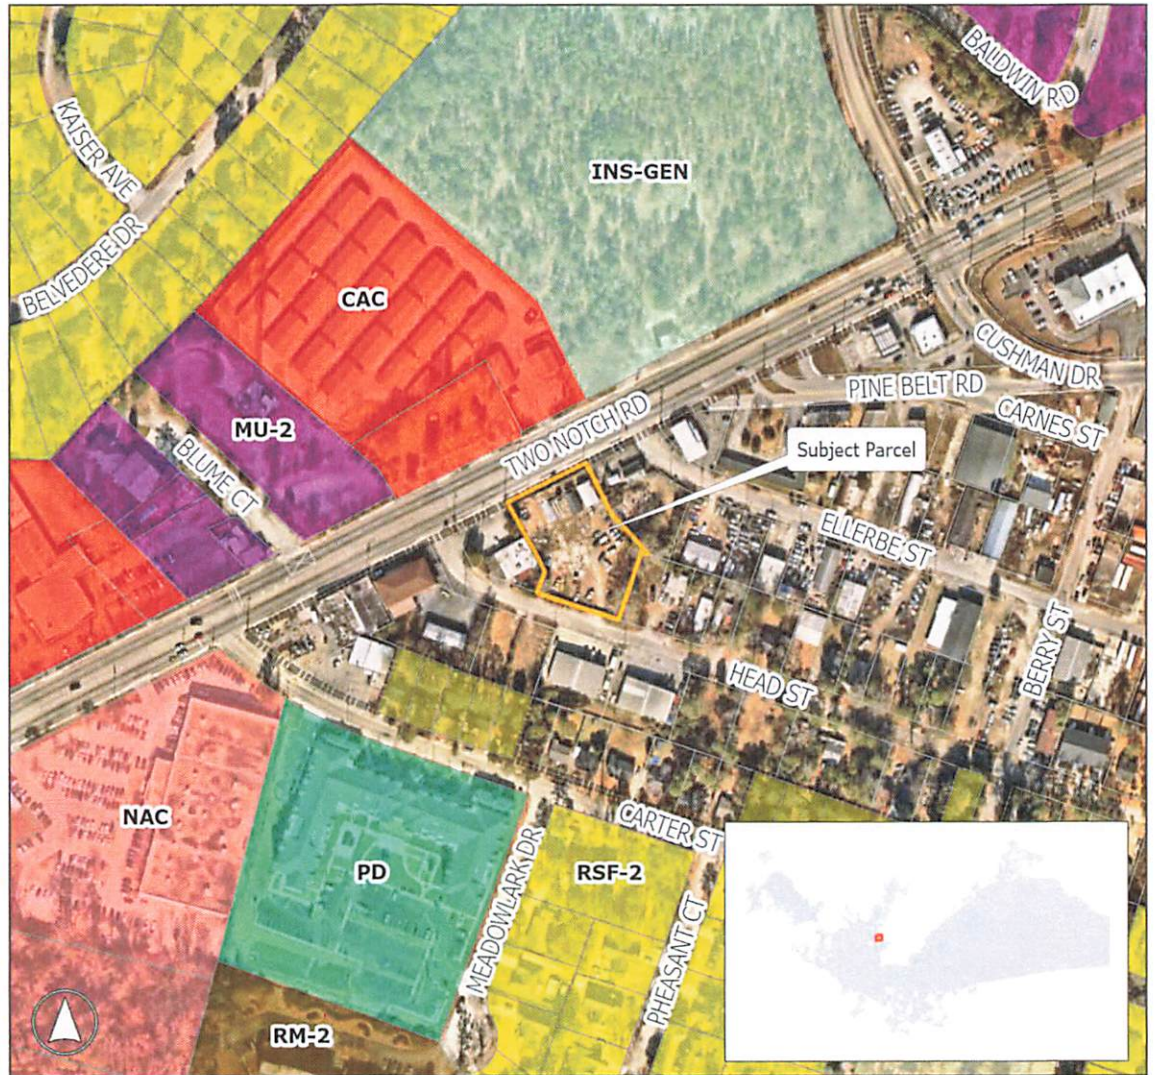 BALDWIN RD
KAISER AVE
INS-GEN
BELVEDERE DR
CAC
CUSHMAN DR
PINE BELT RD
CARNES ST
TWO NOTCH RD
MU-2
Subject Parcel
BLUME CT
ELLERBE ST
BERRY ST
HEAD ST
NAC
CARTER ST
PD
RSF-2
MEADOWLARK DR
PHEASANT CT
RM-2